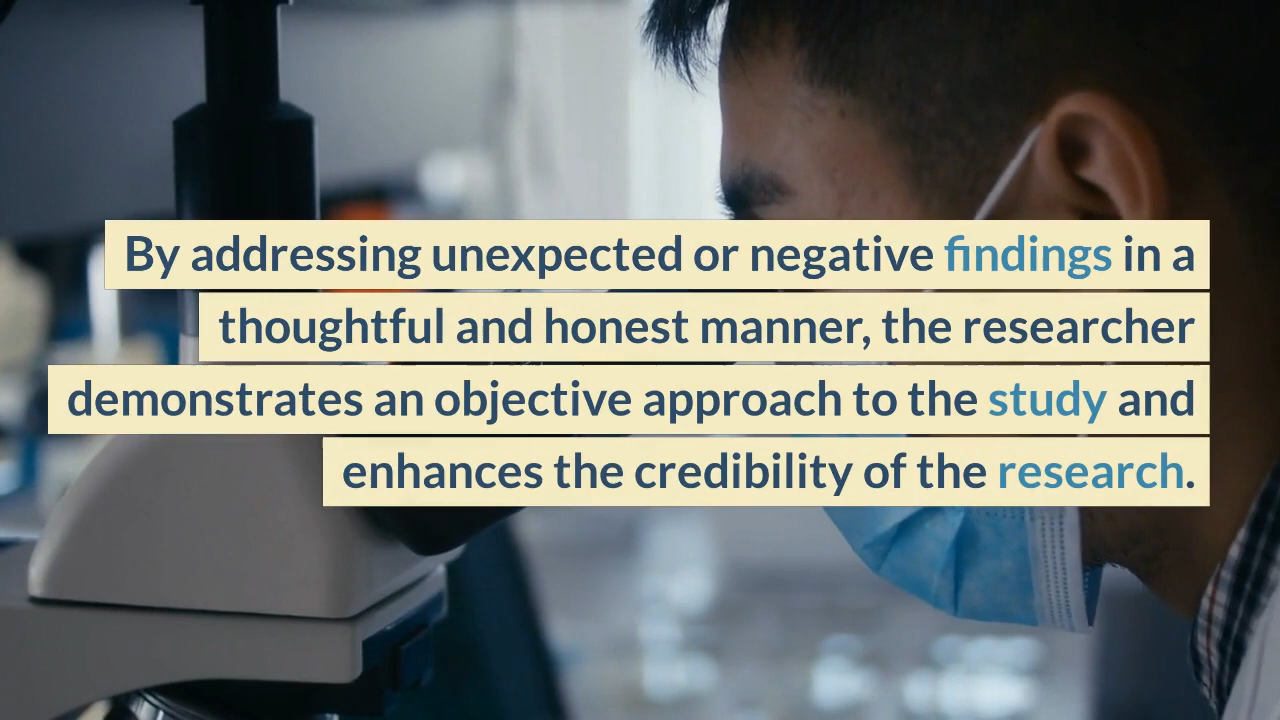 By addressing unexpected or negative findings in a
thoughtful and honest manner, the researcher
demonstrates an objective approach to the study and
enhances the credibility of the research.